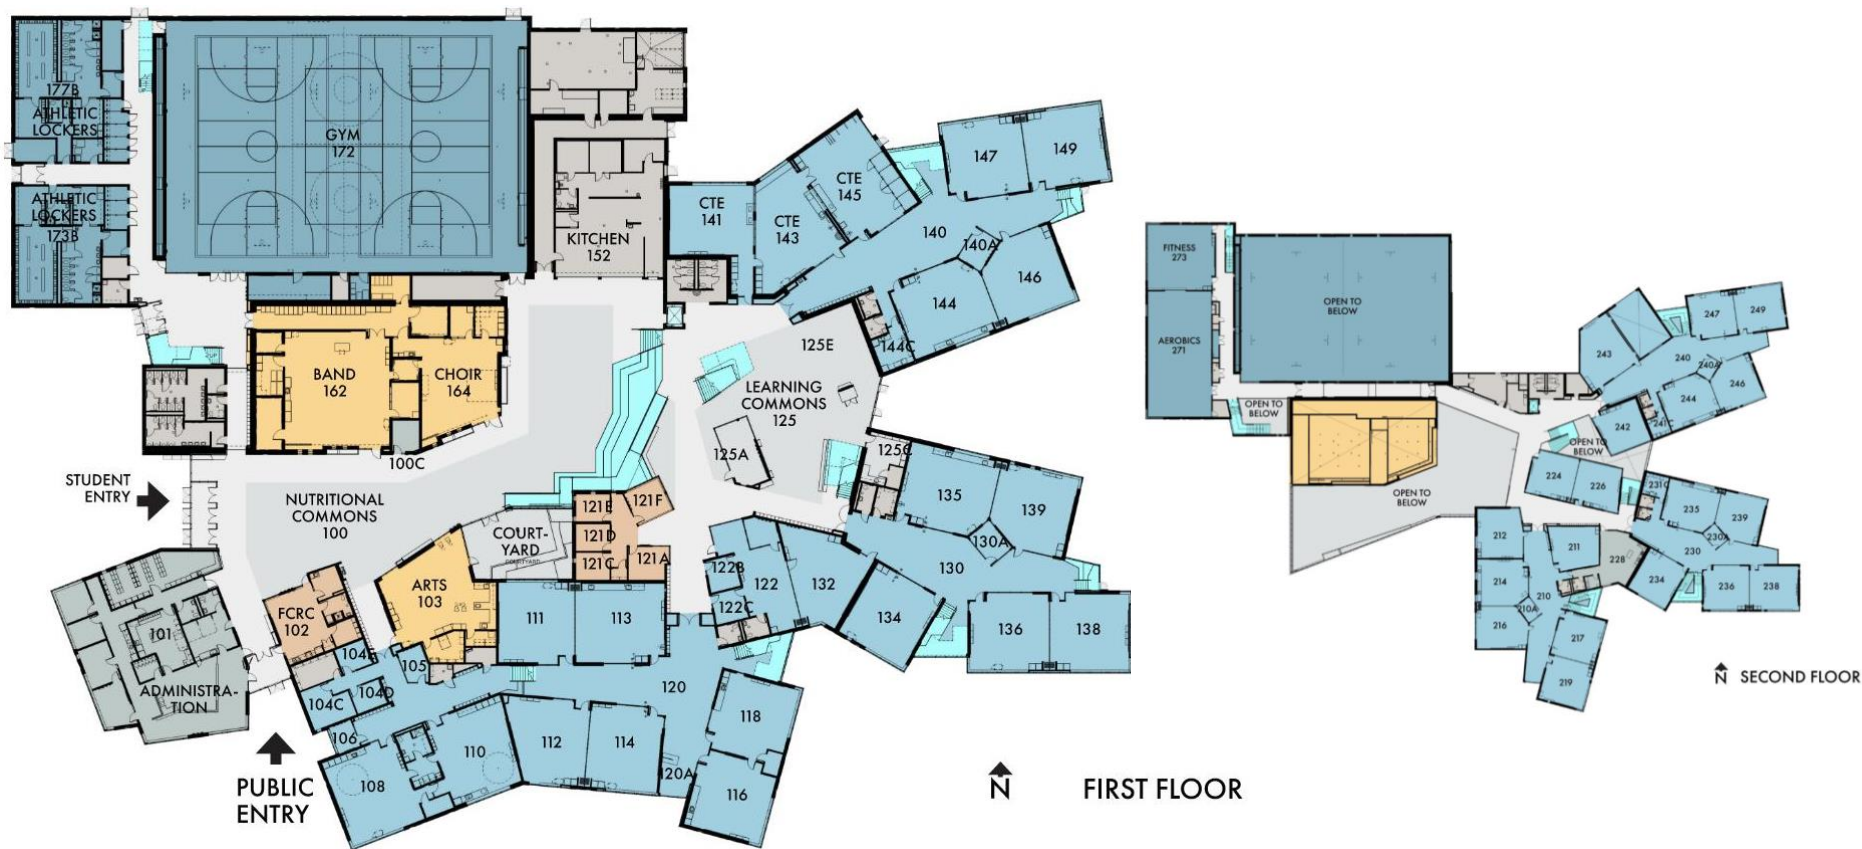 177B
ATHLETIC
LOCKERS
ATHLETIC
LOCKERS
173B
GYM
172
KITCHEN
152
CTE
141
CTE
143
CTE
145
147
149
140
140A
146
144
144C
BAND
162
CHOIR
164
100C
125E
LEARNING
COMMONS
125
125A
125C
STUDENT
ENTRY
NUTRITIONAL
COMMONS
100
COURT-
YARD
COURTYARD
121E
121F
121D
121C
121A
135
139
130A
130
122B
122
122C
132
134
136
138
ARTS
103
111
113
FCRC
102
101
ADMINISTRA-
TION
104E
105
104D
104C
106
120
118
110
112
114
120A
108
116
PUBLIC
ENTRY
N
FIRST FLOOR
FITNESS
273
AEROBICS
271
OPEN TO
BELOW
OPEN TO
BELOW
OPEN TO
BELOW
OPEN TO
BELOW
243
247
249
240
240A
246
244
242
241C
224
226
231C
235
239
230A
230
212
211
228
234
236
238
214
210
210A
216
217
219
N
SECOND FLOOR